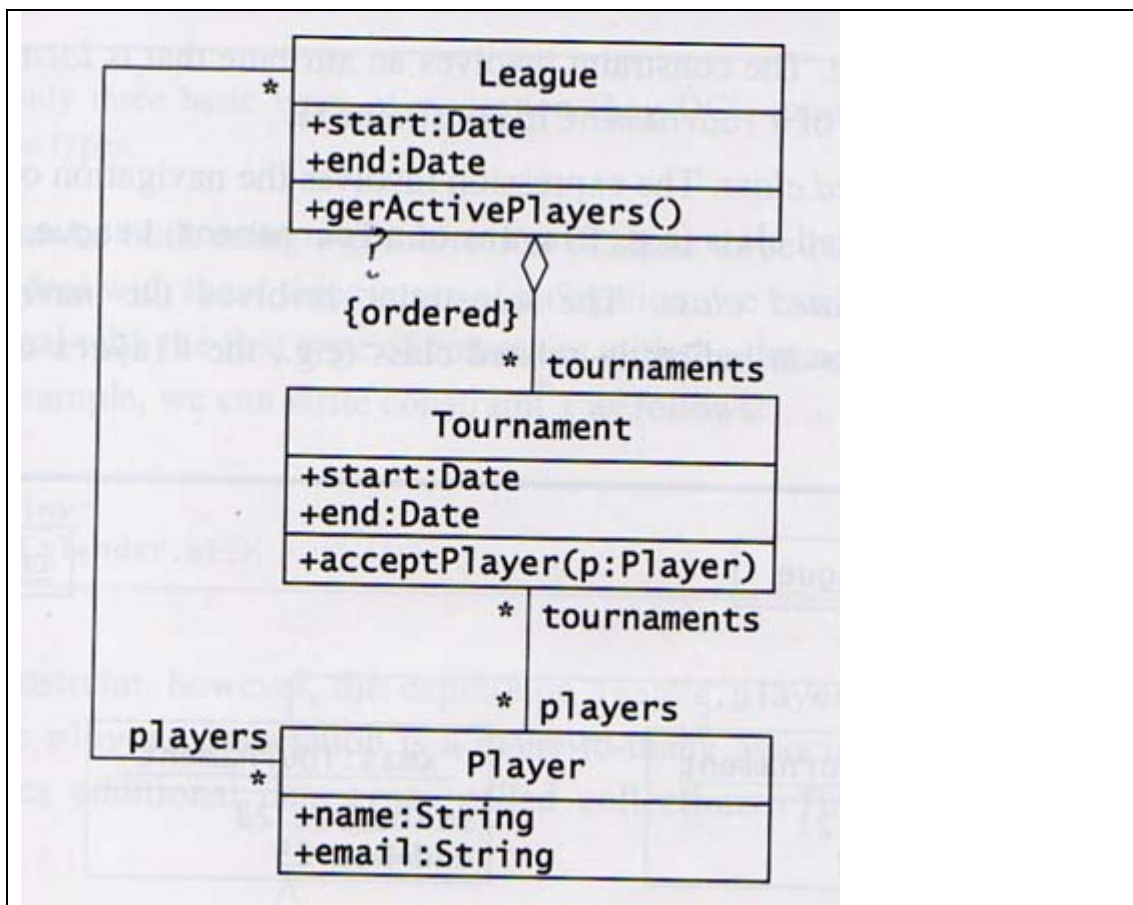 League
*
+start:Date
+end:Date
+gerActivePlayers()
?
{ordered}
* tournaments
Tournament
+start:Date
+end:Date
+acceptPlayer(p:Player)
* tournaments
* players
players
*
Player
+name:String
+email:String